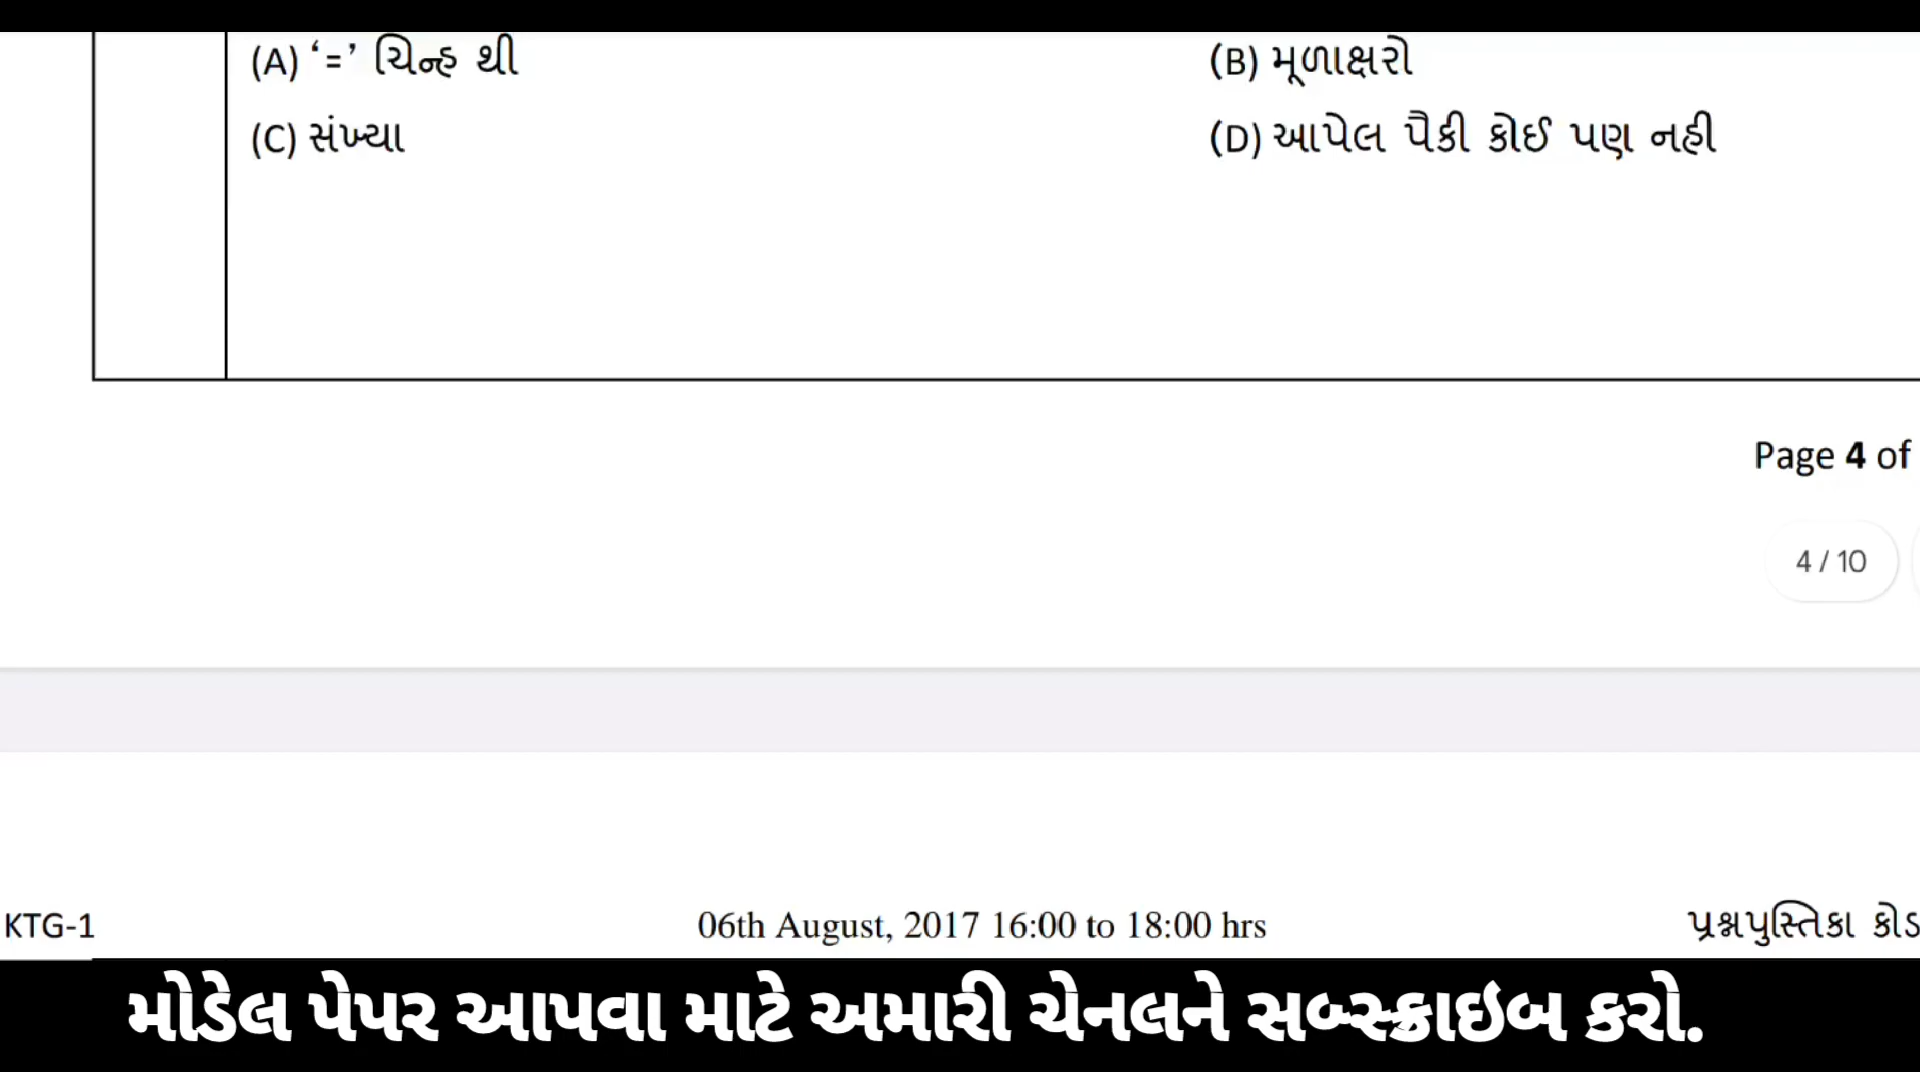 (A) ‘=’ ચિન્હ થી (B) મૂળાક્ષરો
(C) સંખ્યા (D) આપેલ પૈકી કોઈ પણ નહી
Page 4 of
4 / 10
KTG-1 06th August, 2017 16:00 to 18:00 hrs પ્રશ્નપુસ્તિકા કોડ
મોડેલ પેપર આપવા માટે અમારી ચેનલને સબ્સ્ક્રાઇબ કરો.